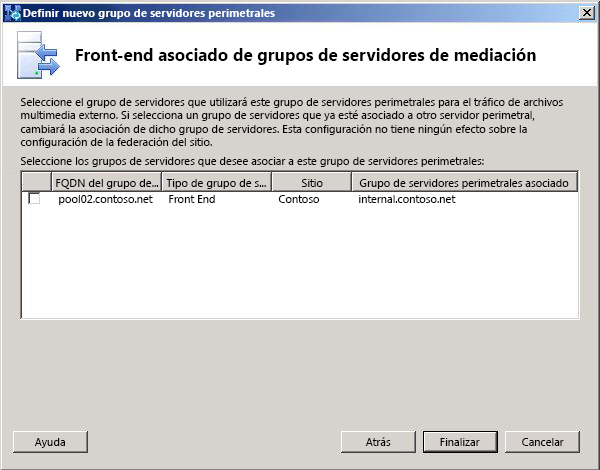 Definir nuevo grupo de servidores perimetrales
Front-end asociado de grupos de servidores de mediación
Seleccione el grupo de servidores que utilizará este grupo de servidores perimetrales para el tráfico de archivos
multimedia externo. Si selecciona un grupo de servidores que ya esté asociado a otro servidor perimetral,
cambiará la asociación de dicho grupo de servidores. Esta configuración no tiene ningún efecto sobre la
configuración de la federación del sitio.
Seleccione los grupos de servidores que desee asociar a este grupo de servidores perimetrales:
FQDN del grupo de... Tipo de grupo de s... Sitio Grupo de servidores perimetrales asociado
pool02.contoso.net Front End Contoso internal.contoso.net
Ayuda Atrás Finalizar Cancelar